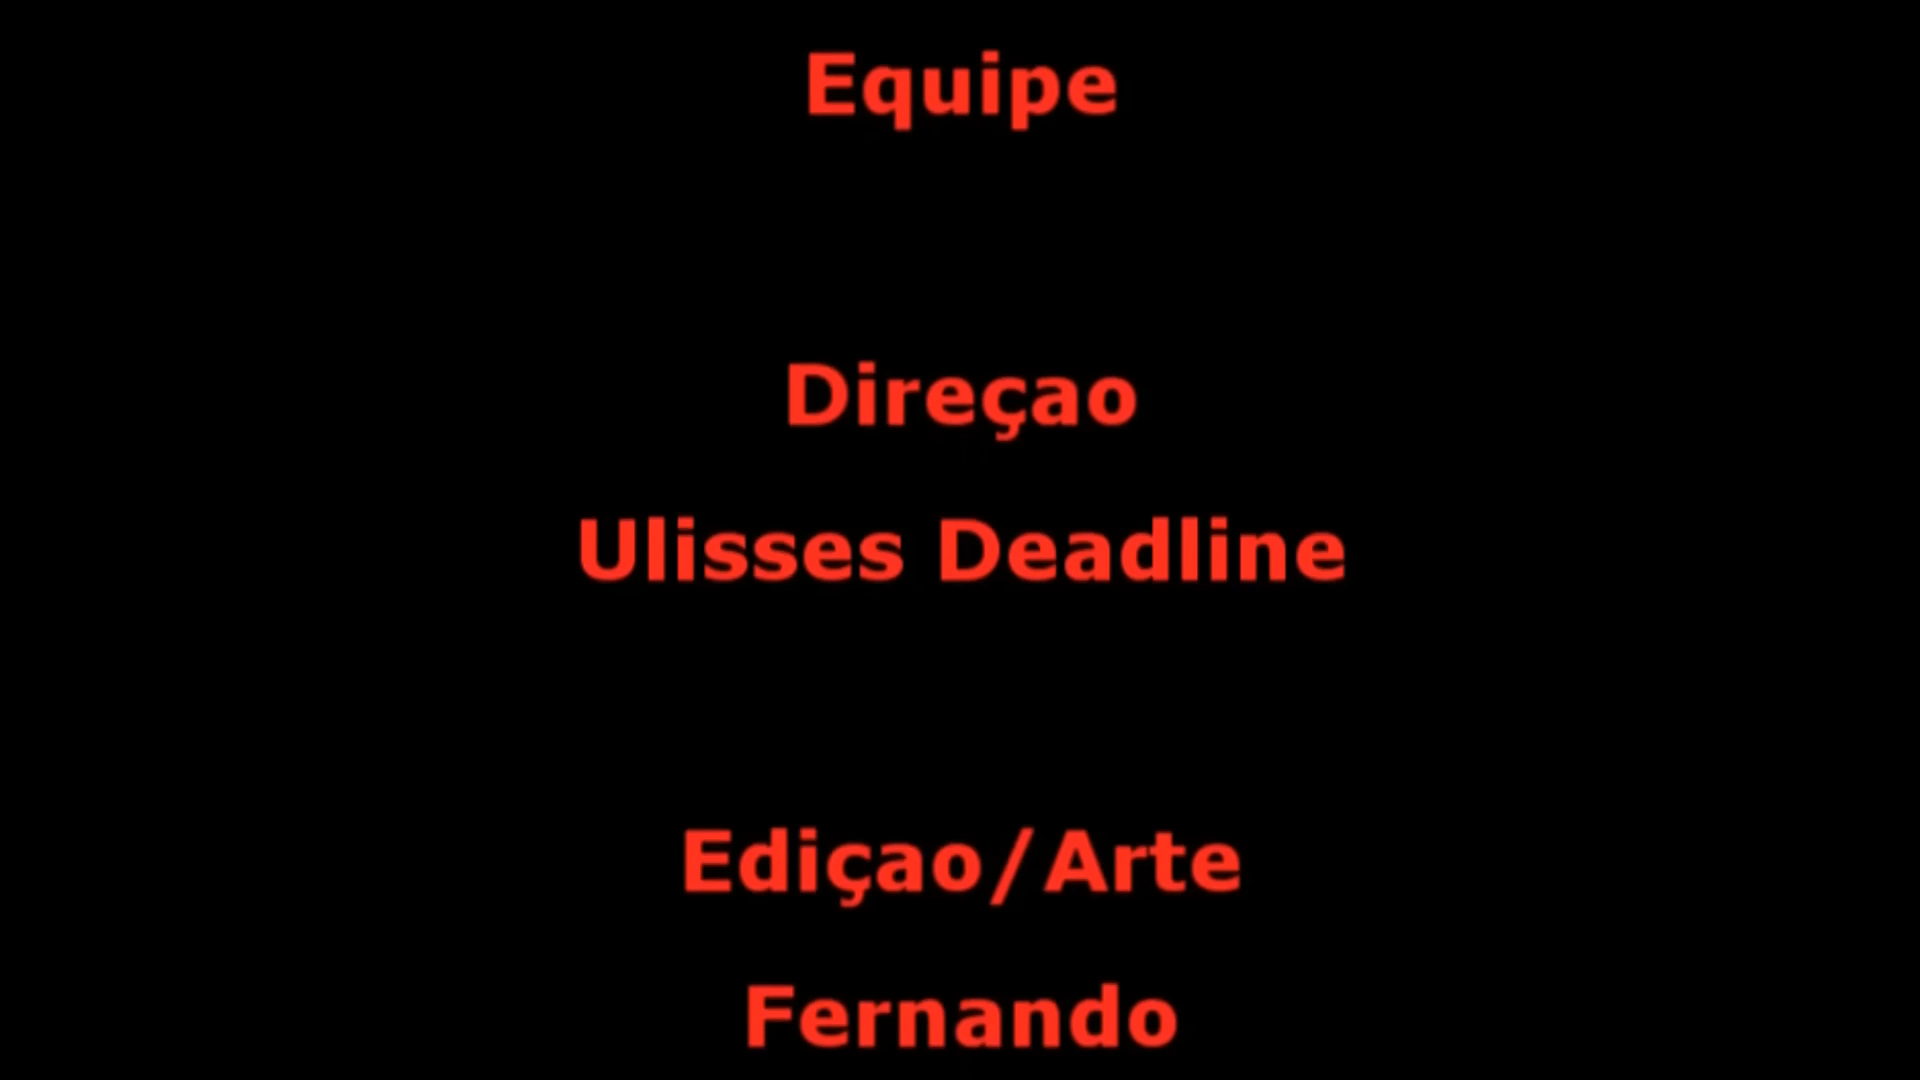 Equipe
Direçao
Ulisses Deadline
Ediçao/Arte
Fernando